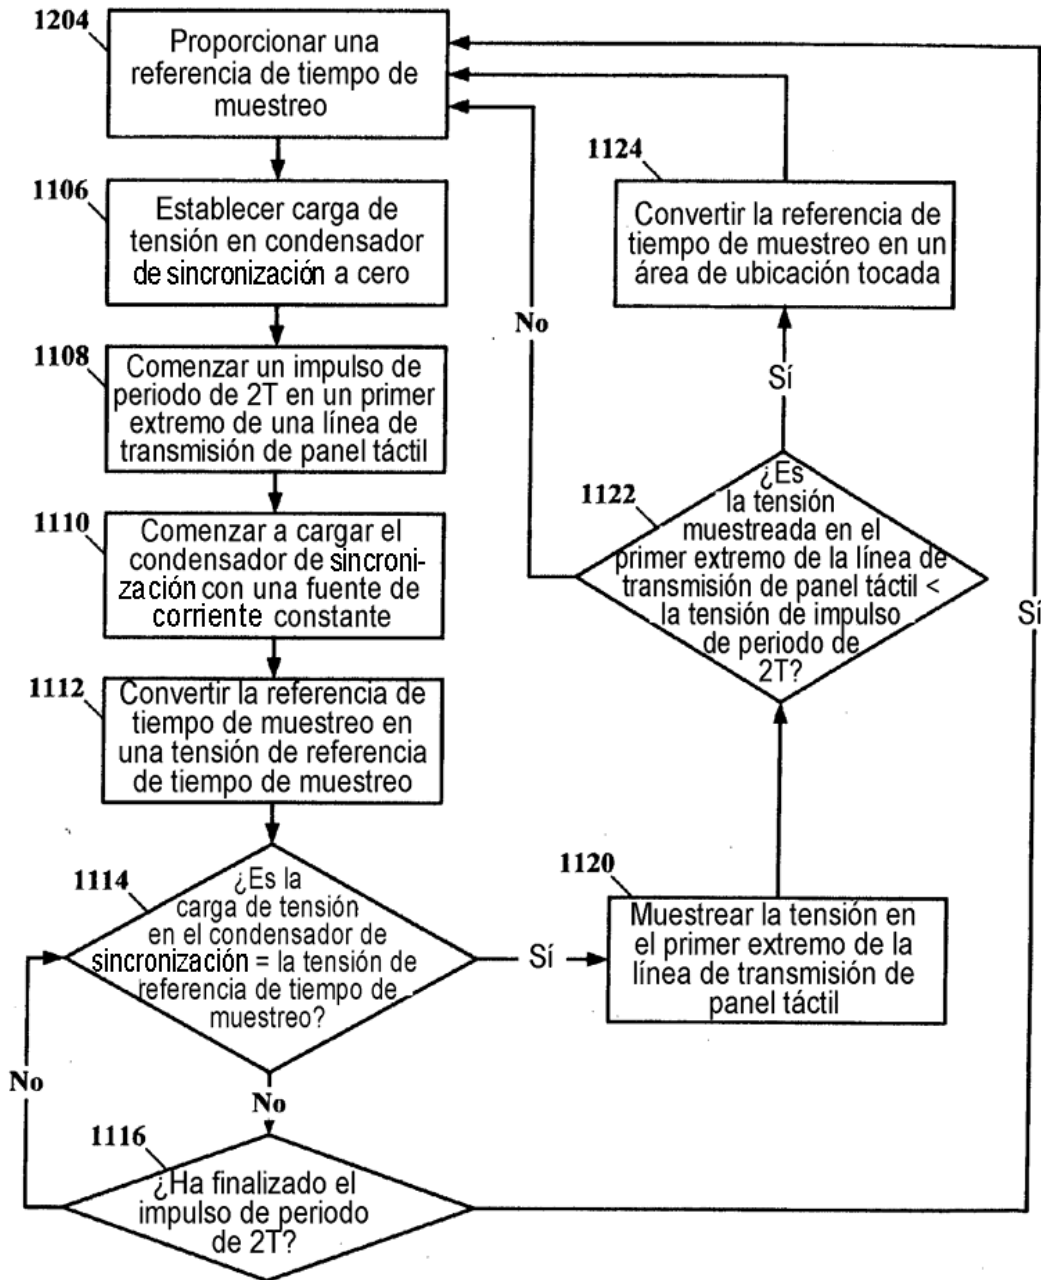 1204
Proporcionar una
referencia de tiempo de
muestreo
1106
Establecer carga de
tensión en condensador
de sincronización a cero
1108
Comenzar un impulso de
periodo de 2T en un primer
extremo de una línea de
transmisión de panel táctil
1110
Comenzar a cargar el
condensador de sincroni-
zación con una fuente de
corriente constante
1112
Convertir la referencia de
tiempo de muestreo en
una tensión de referencia
de tiempo de muestreo
1114
¿Es la
carga de tensión
en el condensador de
sincronización = la tensión de
referencia de tiempo de
muestreo?
Sí
No
No
1116
¿Ha finalizado el
impulso de periodo
de 2T?
1120
Muestrear la tensión en
el primer extremo de la
línea de transmisión de
panel táctil
1122
¿Es
la tensión
muestreada en el
primer extremo de la línea de
transmisión de panel táctil <
la tensión de impulso
de periodo de
2T?
No
Sí
Sí
1124
Convertir la referencia de
tiempo de muestreo en un
área de ubicación tocada